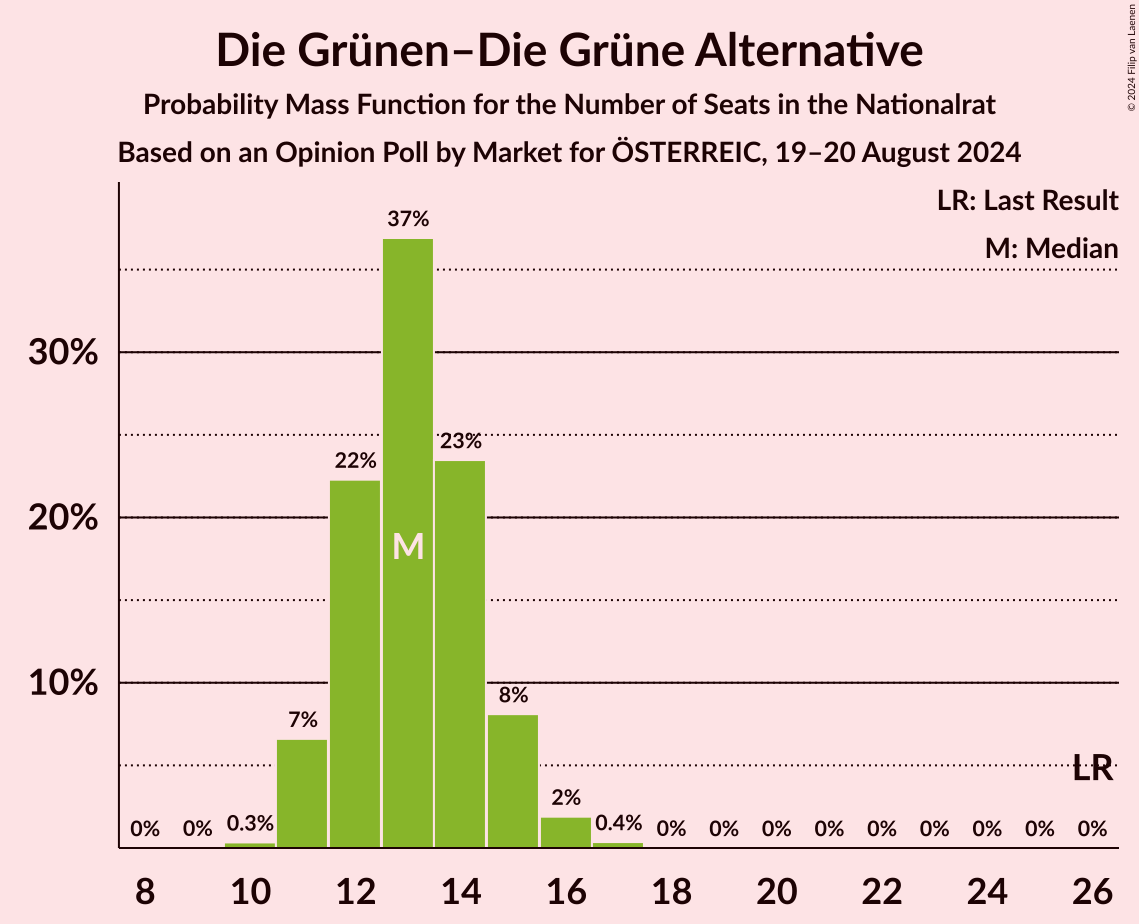 Die Grünen–Die Grüne Alternative
Probability Mass Function for the Number of Seats in the Nationalrat
Based on an Opinion Poll by Market for ÖSTERREIC, 19–20 August 2024
© 2024 Filip van Laenen
LR: Last Result
M: Median
30%
20%
10%
0% 0% 0.3% 7% 22% 37% 23% 8% 2% 0.4% 0% 0% 0% 0% 0% 0% 0% 0% 0%
M
LR
8 10 12 14 16 18 20 22 24 26